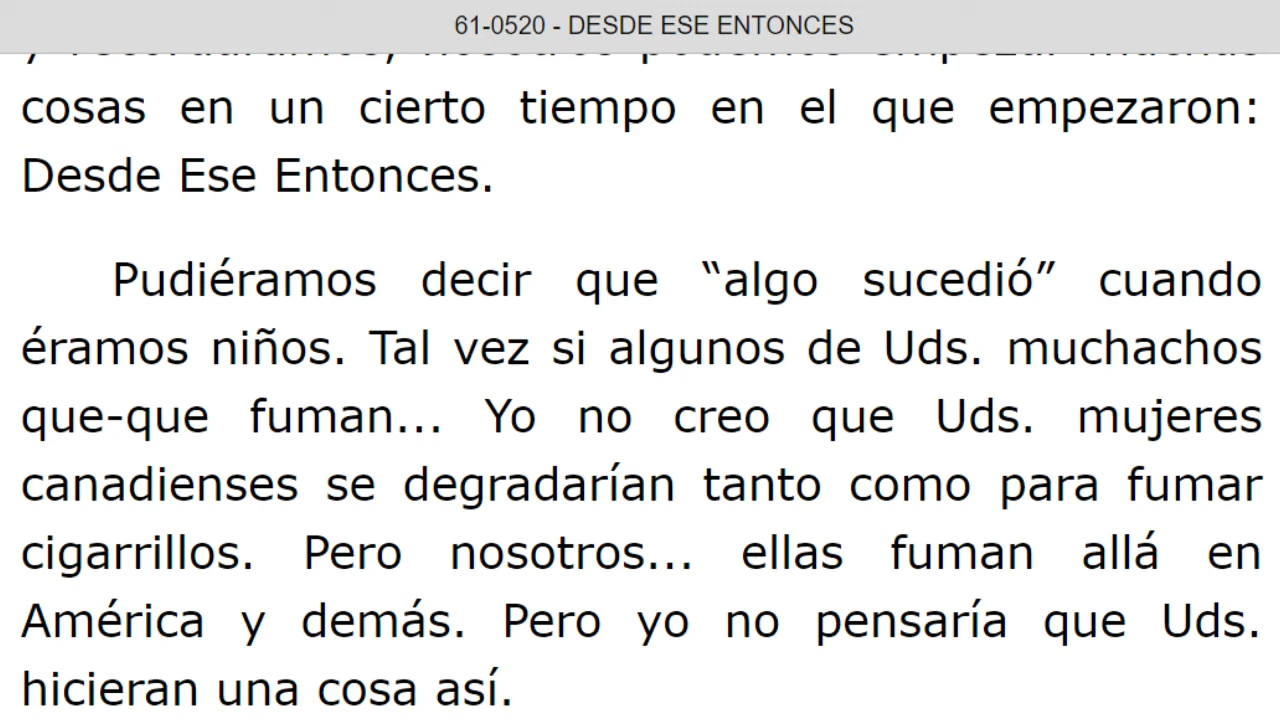 61-0520 - DESDE ESE ENTONCES
cosas en un cierto tiempo en el que empezaron:
Desde Ese Entonces.
Pudiéramos decir que “algo sucedió” cuando
éramos niños. Tal vez si algunos de Uds. muchachos
que-que fuman... Yo no creo que Uds. mujeres
canadienses se degradarían tanto como para fumar
cigarrillos. Pero nosotros... ellas fuman allá en
América y demás. Pero yo no pensaría que Uds.
hicieran una cosa así.